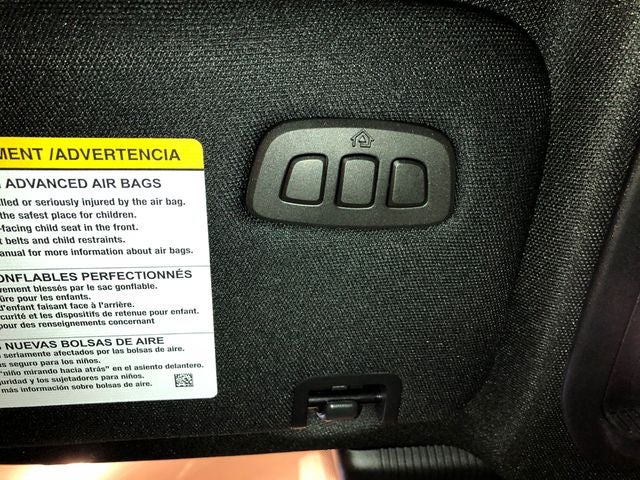 MENT /ADVERTENCIA
ADVANCED AIR BAGS
lled or seriously injured by the air bag.
the safest place for children.
-facing child seat in the front.
belts and child restraints.
anual for more information about air bags.
ONFLABLES PERFECTIONNÉS
rement blessés par le sac gonflable.
ûre pour les enfants.
d'enfant faisant face à l'arrière.
curité et les dispositifs de retenue pour enfant.
pour des renseignements concernant
NUEVAS BOLSAS DE AIRE
seriamente afectados por las bolsas de aire.
s seguro para los niños.
"niño mirando hacia atrás" en el asiento delantero.
guridad y los sujetadores para niños.
más información sobre bolsas de aire.